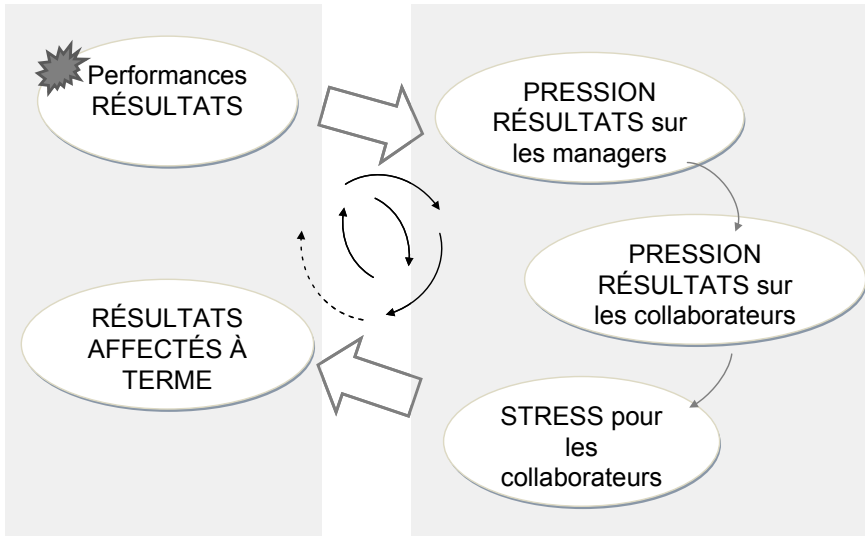 Performances
RÉSULTATS
PRESSION
RÉSULTATS sur
les managers
PRESSION
RÉSULTATS sur
les collaborateurs
STRESS pour
les
collaborateurs
RÉSULTATS
AFFECTÉS À
TERME